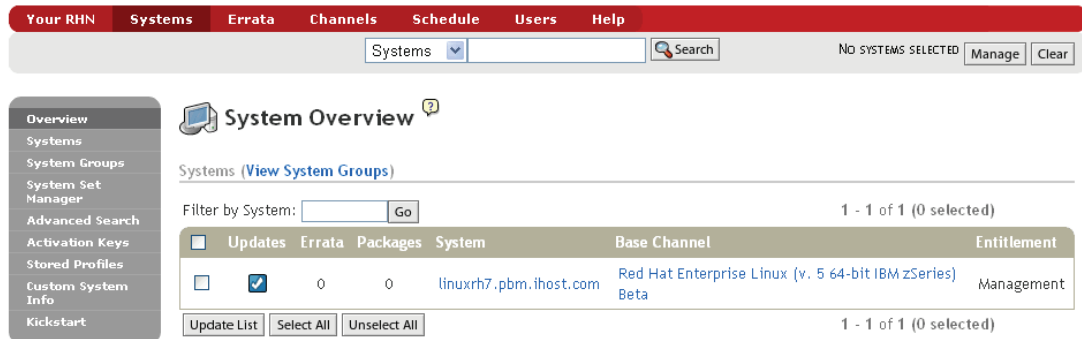 Your RHN Systems Errata Channels Schedule Users Help
Systems Search NO SYSTEMS SELECTED Manage Clear
Overview
Systems
System Groups
System Set
Manager
Advanced Search
Activation Keys
Stored Profiles
Custom System
Info
Kickstart
System Overview ?
Systems (View System Groups)
Filter by System: Go 1 - 1 of 1 (0 selected)
Updates Errata Packages System Base Channel Entitlement
0 0 linuxrh7.pbm.ihost.com Red Hat Enterprise Linux (v. 5 64-bit IBM zSeries)
Beta Management
Update List Select All Unselect All 1 - 1 of 1 (0 selected)